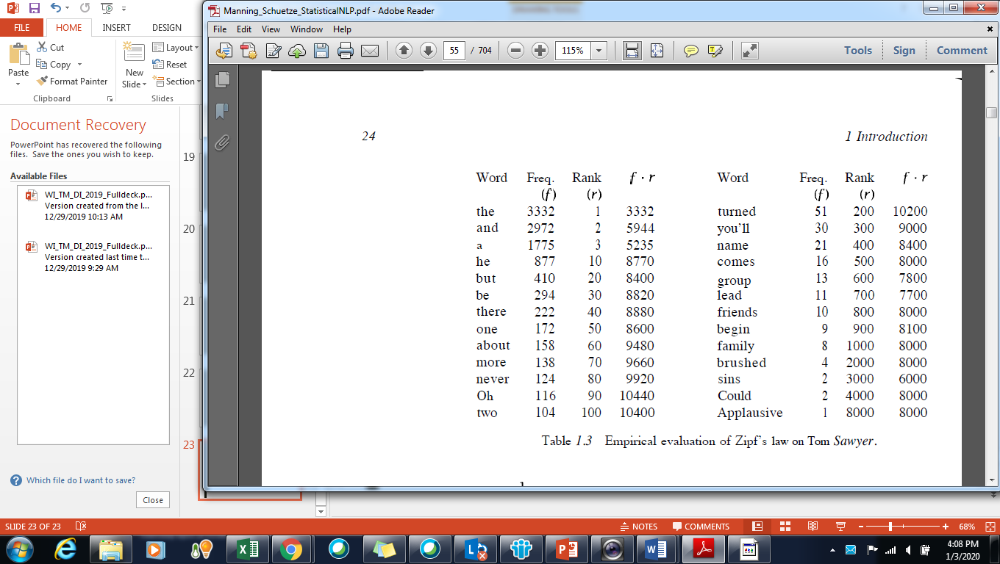 FILE HOME INSERT DESIGN
Paste
Cut
Copy
Format Painter
Clipboard
New
Slide
Layout
Reset
Section
Slides
Document Recovery
PowerPoint has recovered the following
files. Save the ones you wish to keep.
Available Files
WI_TM_DI_2019_Fulldeck.p...
Version created from the l...
12/29/2019 10:13 AM
WI_TM_DI_2019_Fulldeck.p...
Version created last time t...
12/29/2019 9:29 AM
Which file do I want to save?
Close
19
20
21
22
23
Manning_Schuetze_StatisticalNLP.pdf - Adobe Reader
File Edit View Window Help
55 / 704 115% Tools Sign Comment
24 1 Introduction
Word Freq. Rank f · r Word Freq. Rank f · r
(f) (r) (f) (r)
the 3332 1 3332 turned 51 200 10200
and 2972 2 5944 you'll 30 300 9000
a 1775 3 5235 name 21 400 8400
he 877 10 8770 comes 16 500 8000
but 410 20 8400 group 13 600 7800
be 294 30 8820 lead 11 700 7700
there 222 40 8880 friends 10 800 8000
one 172 50 8600 begin 9 900 8100
about 158 60 9480 family 8 1000 8000
more 138 70 9660 brushed 4 2000 8000
never 124 80 9920 sins 2 3000 6000
Oh 116 90 10440 Could 2 4000 8000
two 104 100 10400 Applausive 1 8000 8000
Table 1.3 Empirical evaluation of Zipf's law on Tom Sawyer.
SLIDE 23 OF 23 NOTES COMMENTS 68%
4:08 PM
1/3/2020